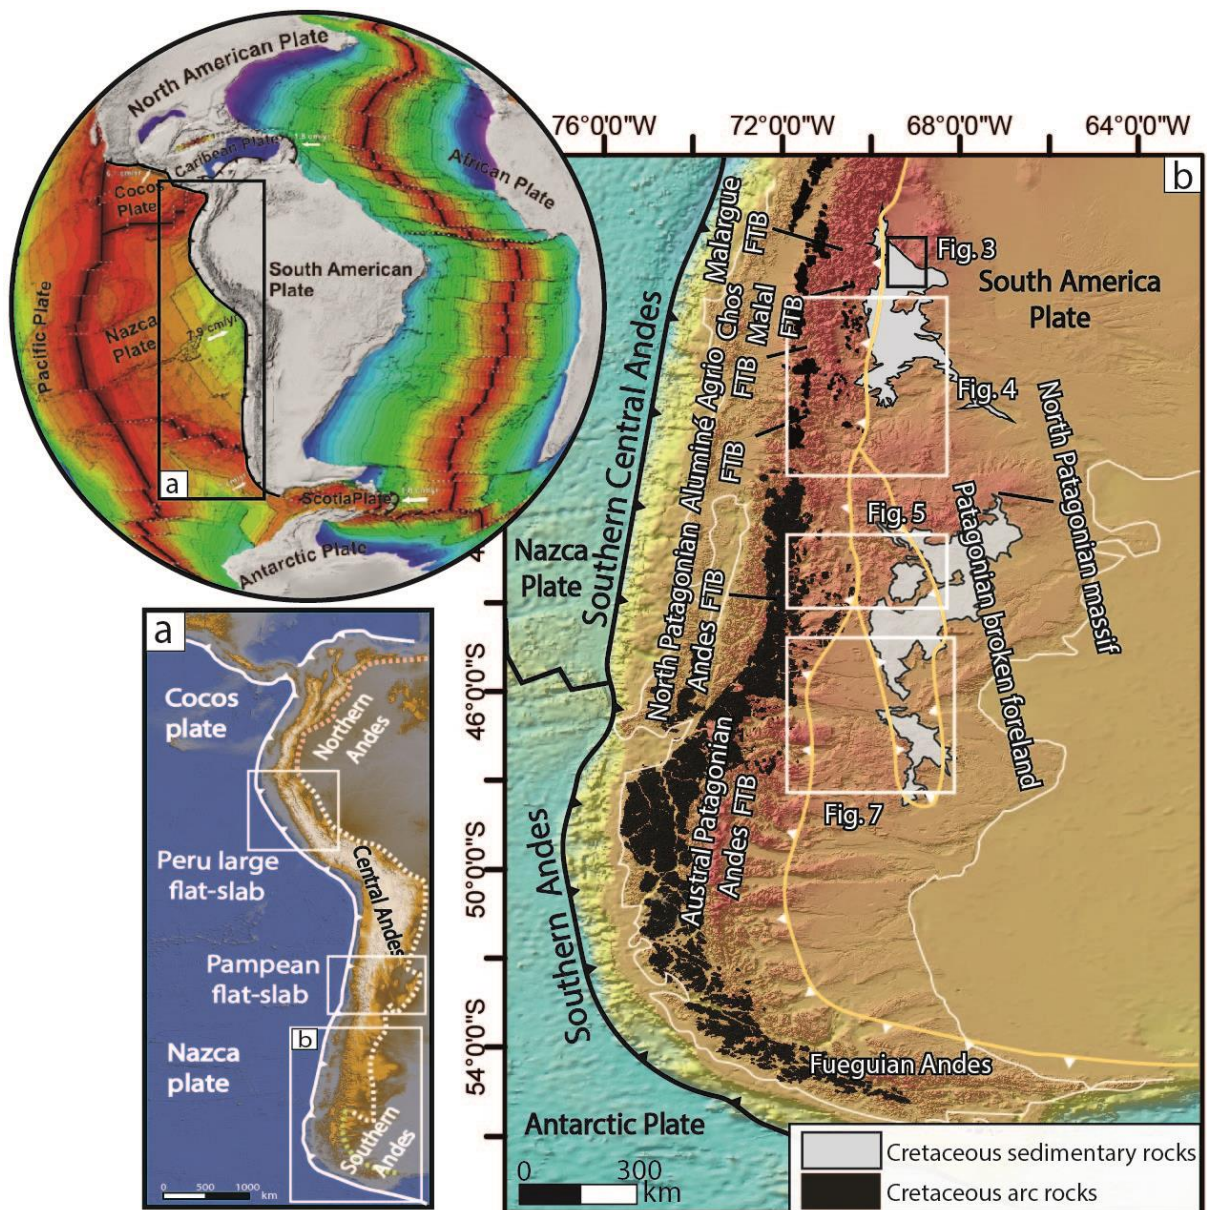 North American Plate
Caribean Plate
Cocos
Plate
African Plate
South American
Plate
Pacific Plate
Nazca
Plate
7.9 cm/yr
a
Scotia Plate
Antarctic Plate
76°0'0"W
72°0'0"W
68°0'0"W
64°0'0"W
b
Malargue
FTB
Chos
Malal
FTB
Agrio
FTB
Aluminé
FTB
North Patagonian
Andes FTB
Austral Patagonian
Andes FTB
Southern Central Andes
Southern Andes
Nazca
Plate
Antarctic Plate
South America
Plate
Fig. 3
Fig. 4
Fig. 5
Fig. 7
North Patagonian massif
Patagonian broken foreland
Fueguian Andes
46°0'0"S
50°0'0"S
54°0'0"S
0
300
km
Cretaceous sedimentary rocks
Cretaceous arc rocks
a
Cocos
plate
Northern
Andes
Peru large
flat-slab
Central Andes
Pampean
flat-slab
b
Nazca
plate
Southern
Andes
0 500 1000
km